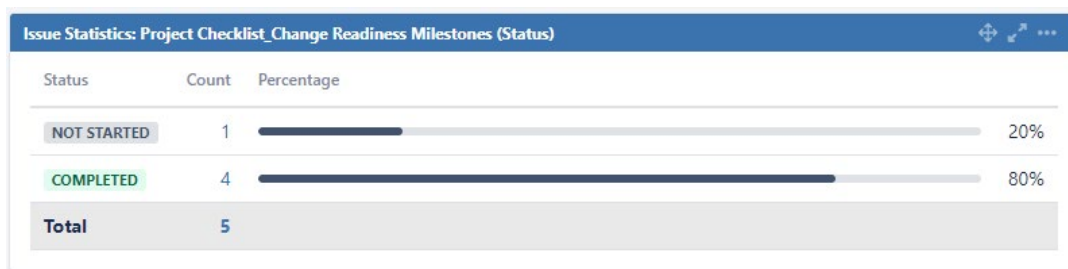 Issue Statistics: Project Checklist_Change Readiness Milestones (Status)
Status Count Percentage
NOT STARTED 1 20%
COMPLETED 4 80%
Total 5